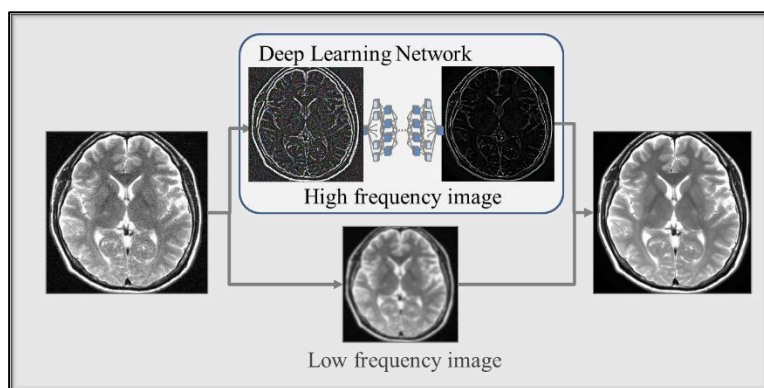 Deep Learning Network
High frequency image
Low frequency image